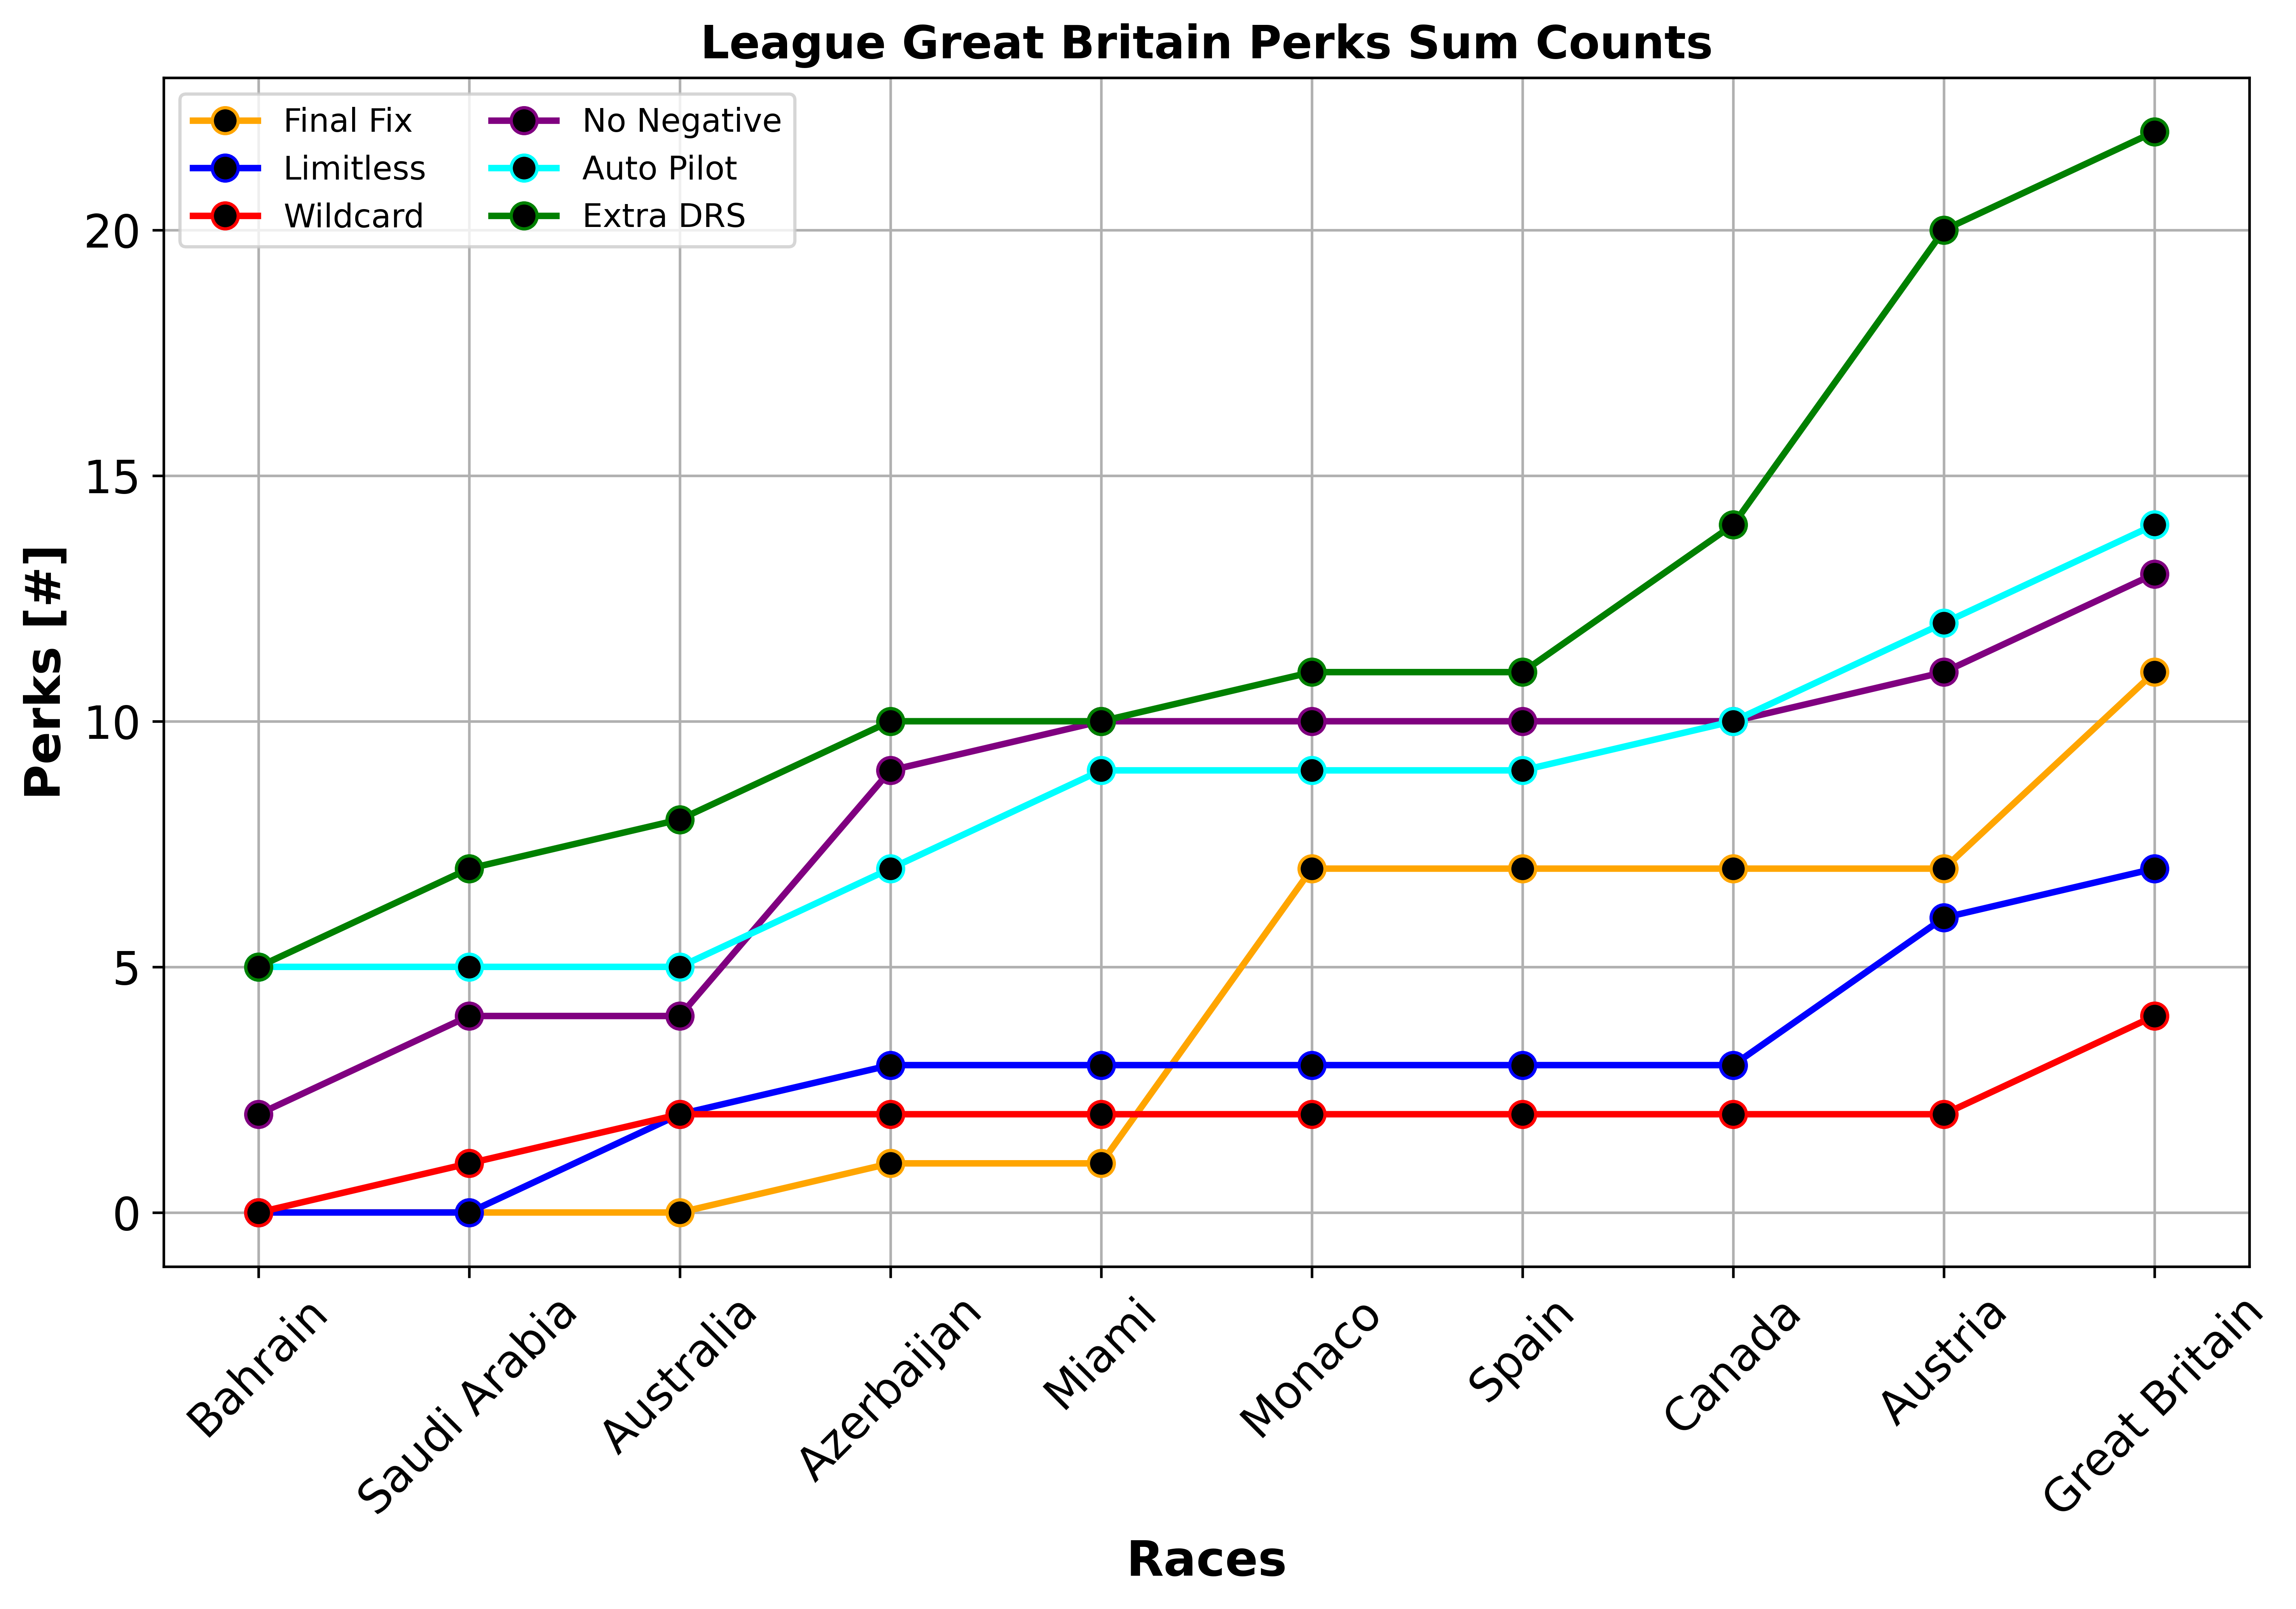 League Great Britain Perks Sum Counts
Final Fix
Limitless
Wildcard
No Negative
Auto Pilot
Extra DRS
Perks [#]
20
15
10
5
0
Bahrain
Saudi Arabia
Australia
Azerbaijan
Miami
Monaco
Spain
Canada
Austria
Great Britain
Races